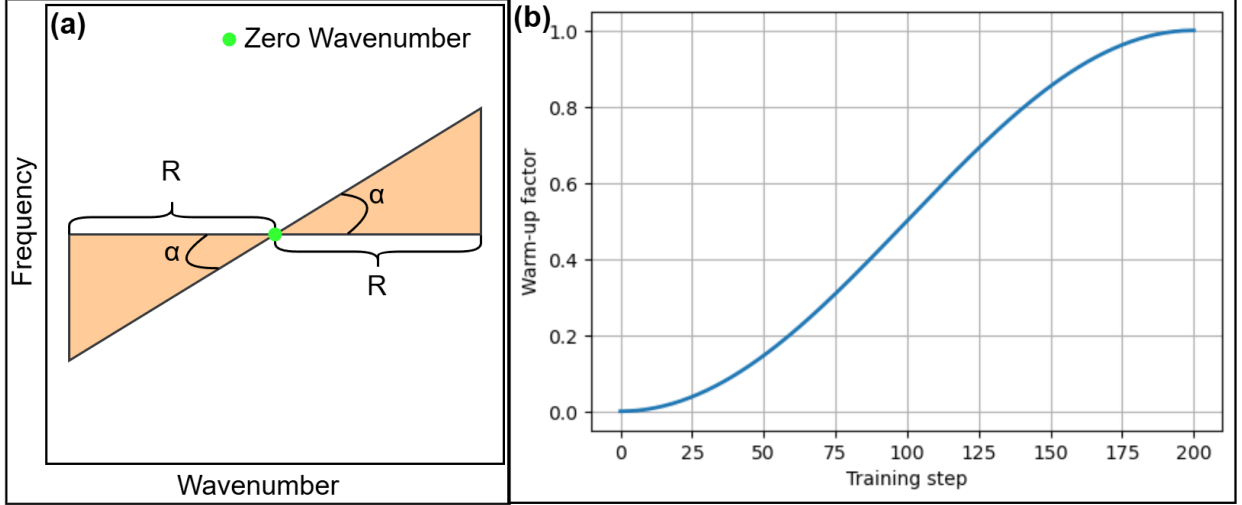 (a)
Zero Wavenumber
R
α
α
R
Frequency
Wavenumber
(b)
1.0
0.8
0.6
0.4
0.2
0.0
Warm-up factor
0 25 50 75 100 125 150 175 200
Training step